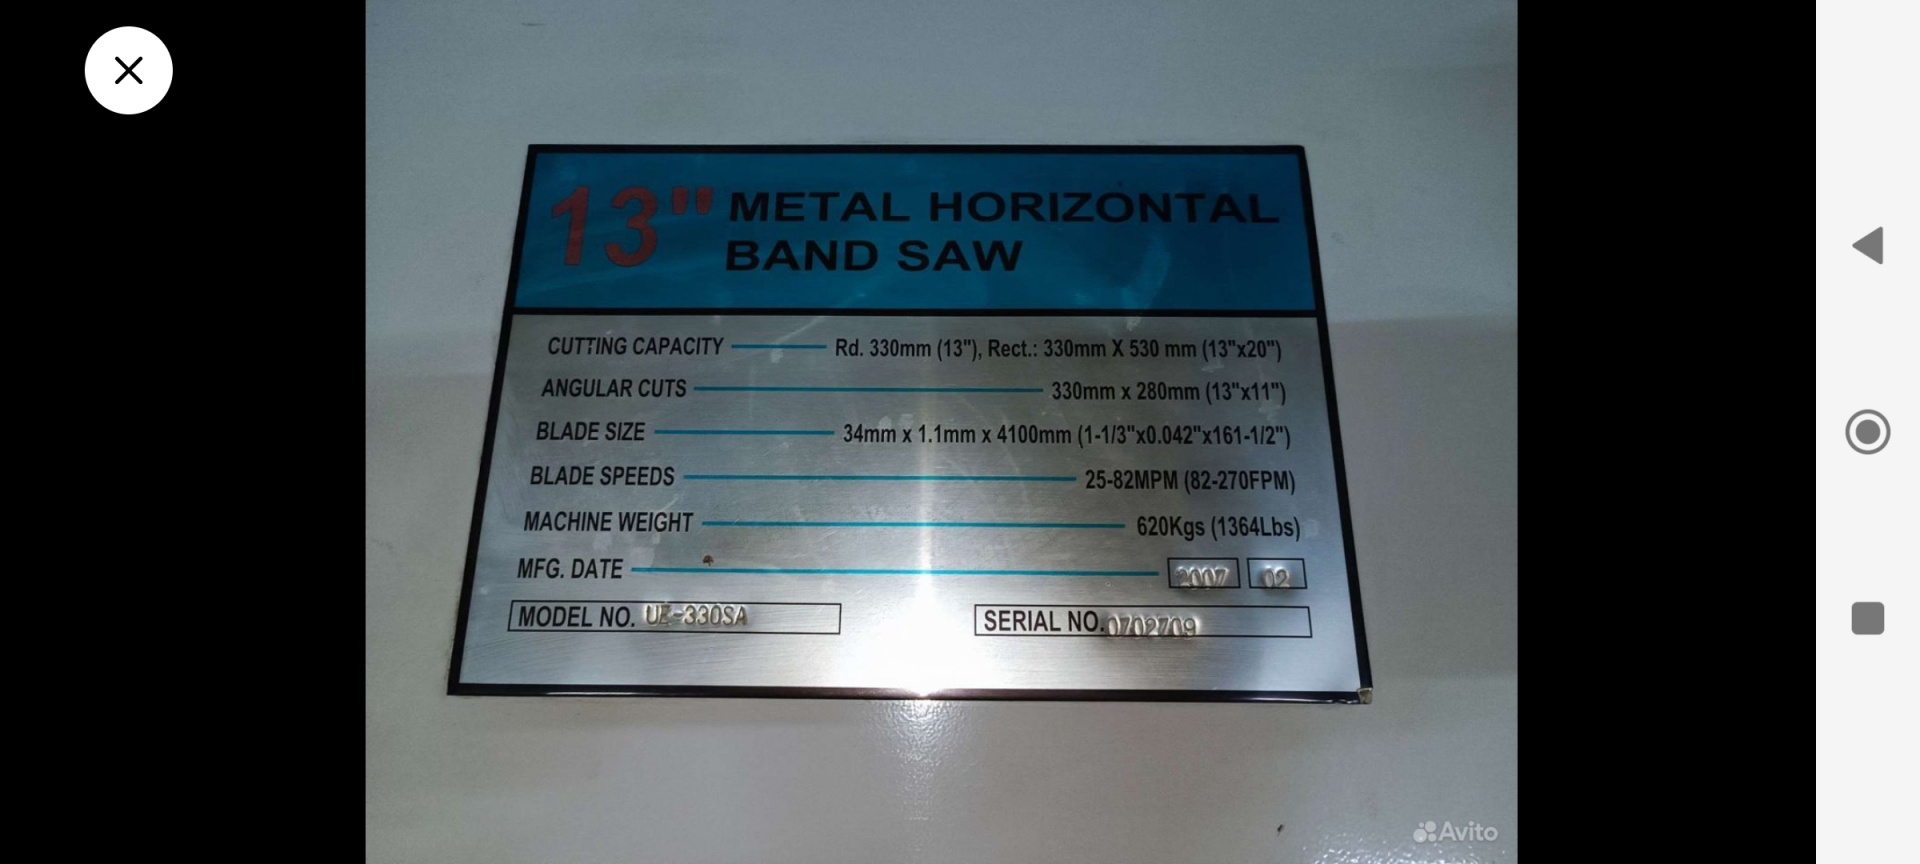 13" METAL HORIZONTAL
BAND SAW
CUTTING CAPACITY Rd. 330mm (13"), Rect.: 330mm X 530 mm (13"x20")
ANGULAR CUTS 330mm x 280mm (13"x11")
BLADE SIZE 34mm x 1.1mm x 4100mm (1-1/3"x0.042"x161-1/2")
BLADE SPEEDS 25-82MPM (82-270FPM)
MACHINE WEIGHT 620Kgs (1364Lbs)
MFG. DATE 2007 02
MODEL NO. UE-330SA SERIAL NO. 0702709
Avito